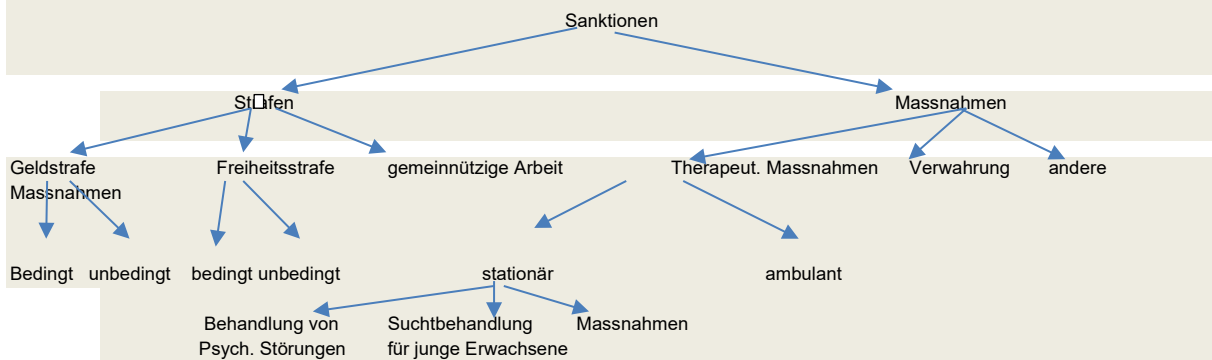 Sanktionen
Strafen Massnahmen
Geldstrafe Freiheitsstrafe gemeinnützige Arbeit Therapeut. Massnahmen Verwahrung andere
Massnahmen
Bedingt unbedingt bedingt unbedingt stationär ambulant
Behandlung von Suchtbehandlung Massnahmen
Psych. Störungen für junge Erwachsene